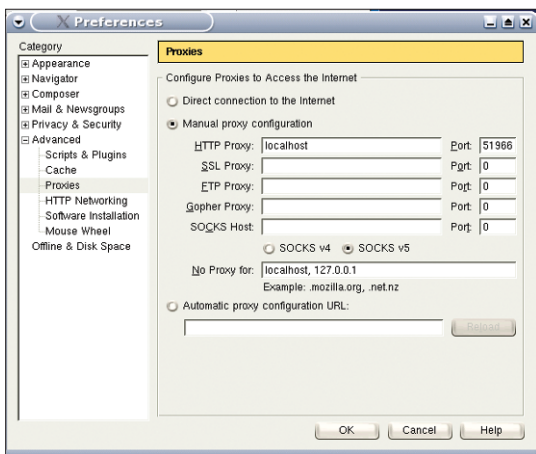 X Preferences
Category
Appearance
Navigator
Composer
Mail & Newsgroups
Privacy & Security
Advanced
Scripts & Plugins
Cache
Proxies
HTTP Networking
Software Installation
Mouse Wheel
Offline & Disk Space
Proxies
Configure Proxies to Access the Internet
Direct connection to the Internet
Manual proxy configuration
HTTP Proxy: localhost Port: 51966
SSL Proxy: Port: 0
FTP Proxy: Port: 0
Gopher Proxy: Port: 0
SOCKS Host: Port: 0
SOCKS v4 SOCKS v5
No Proxy for: localhost, 127.0.0.1
Example: .mozilla.org, .net.nz
Automatic proxy configuration URL:
Reload
OK Cancel Help